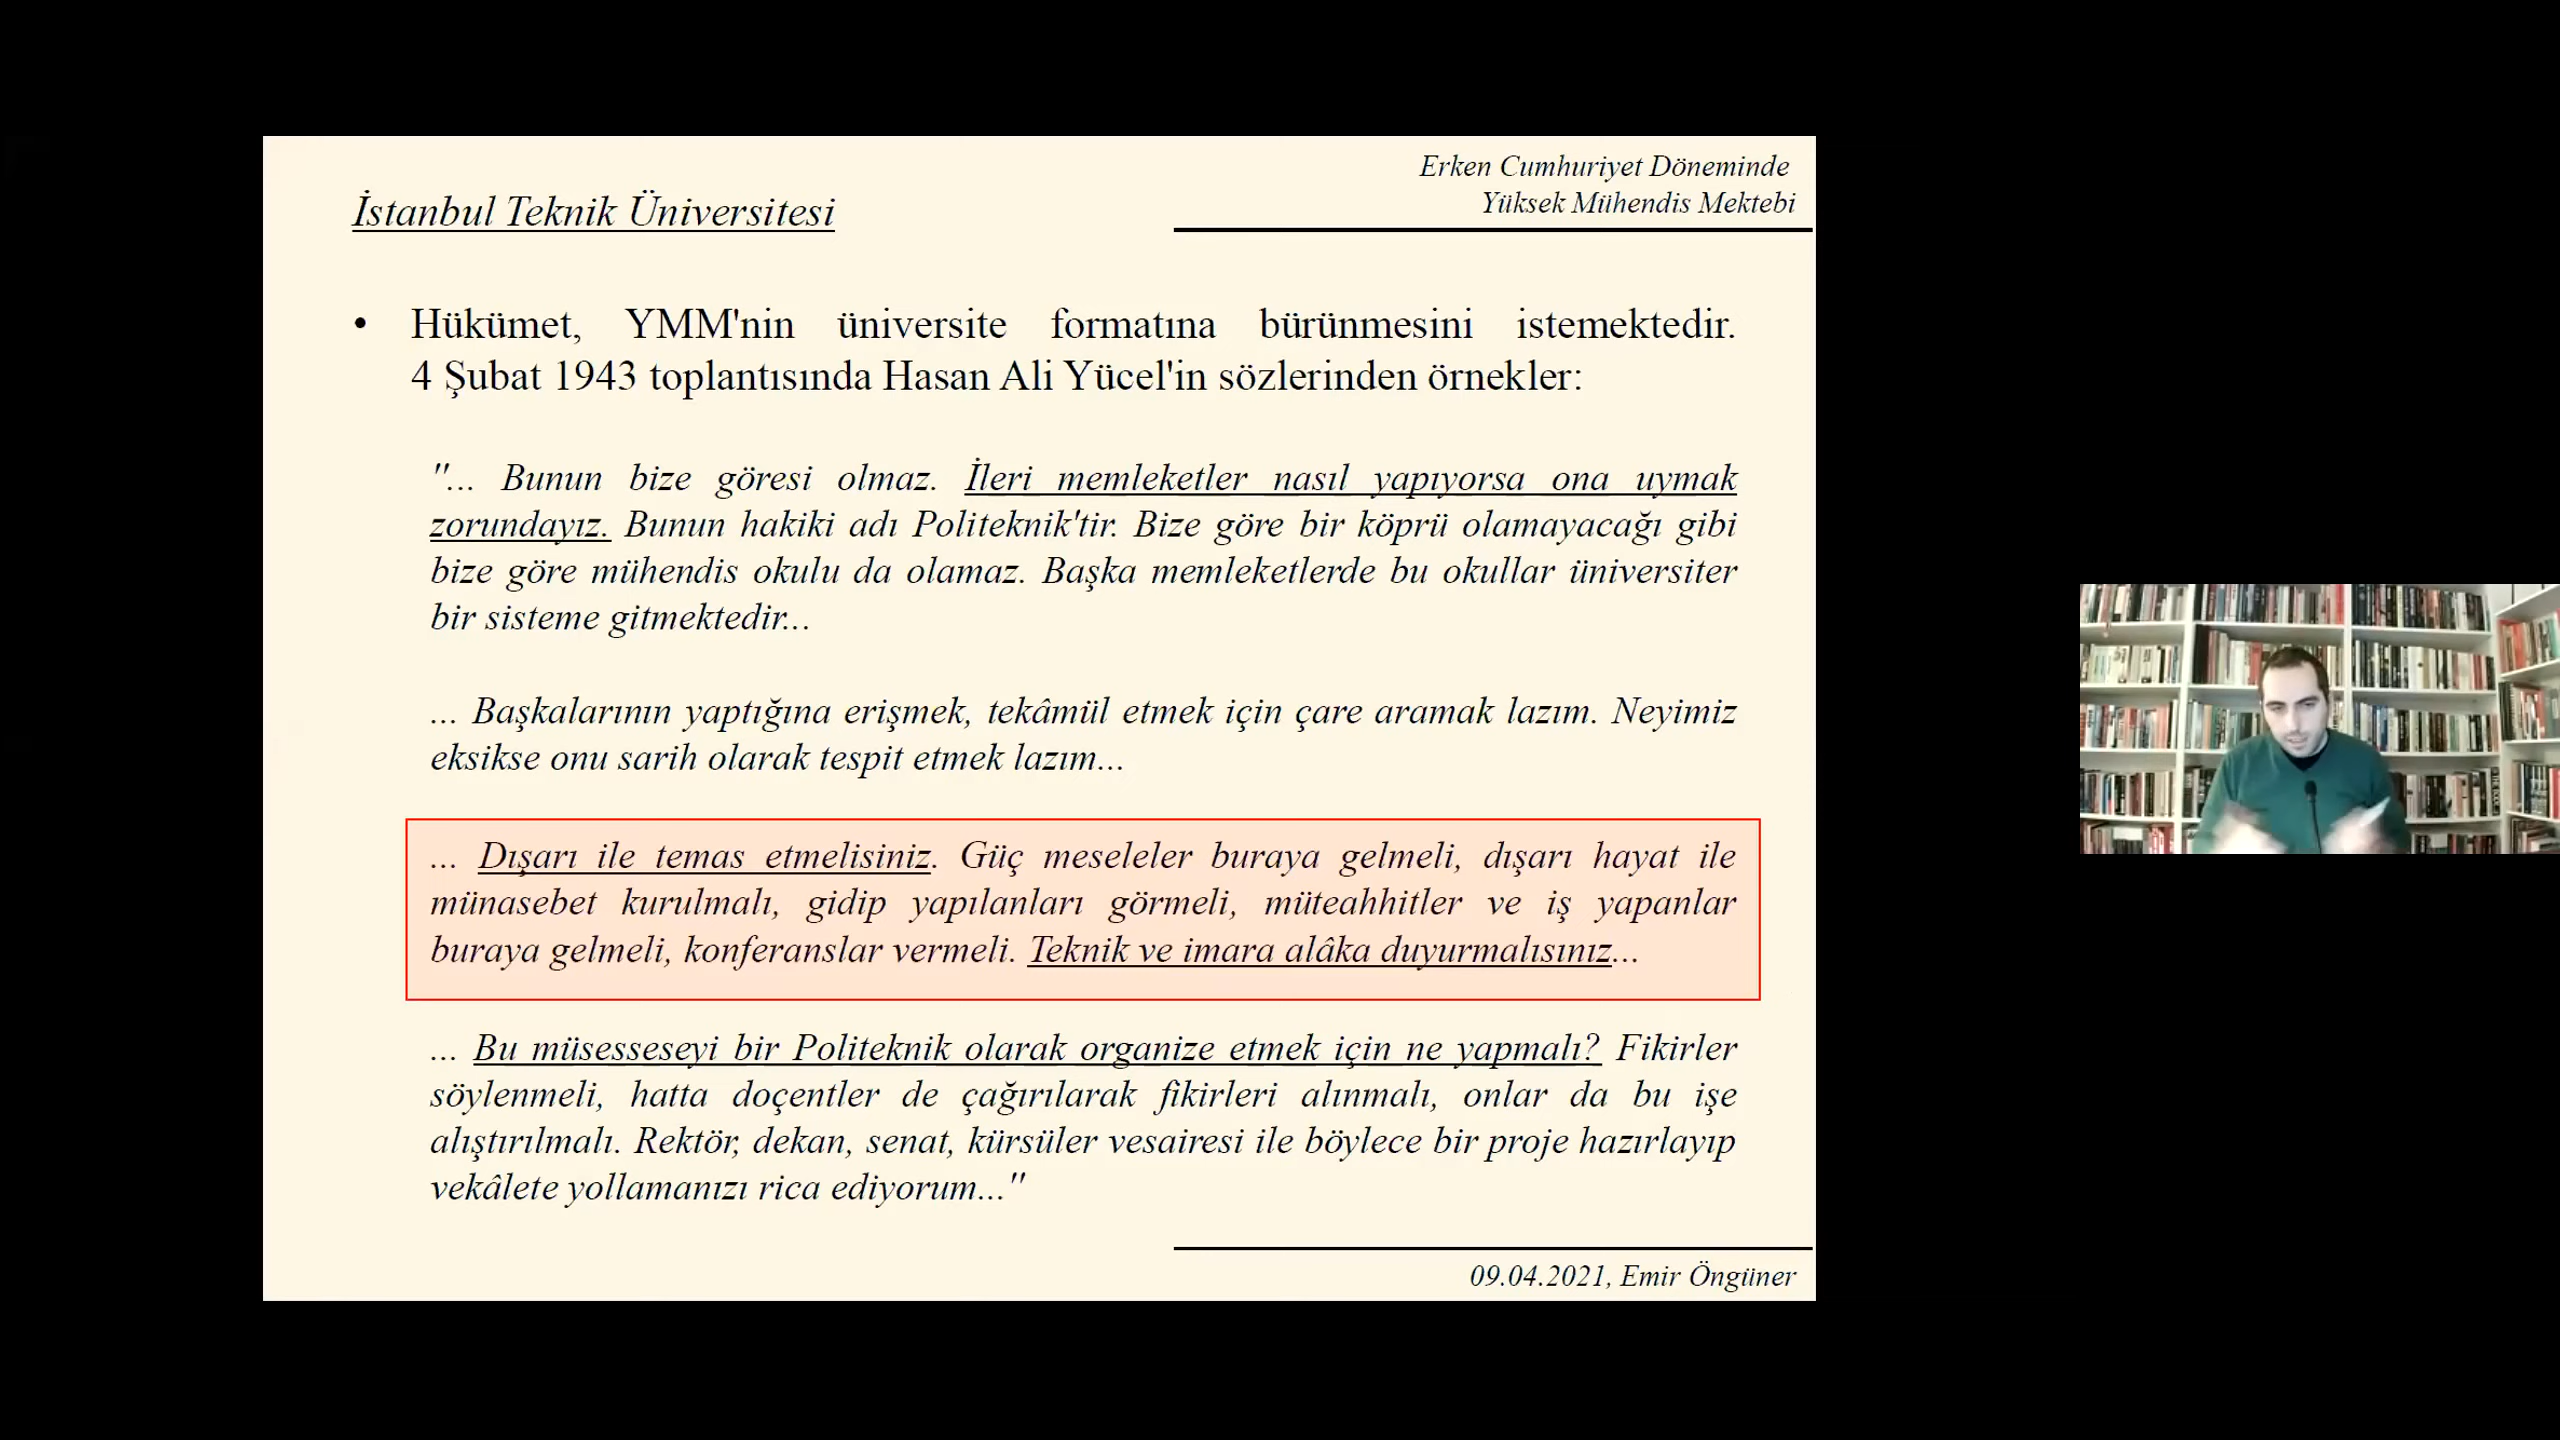 Erken Cumhuriyet Döneminde
Yüksek Mühendis Mektebi
İstanbul Teknik Üniversitesi
• Hükümet, YMM'nin üniversite formatına bürünmesini istemektedir.
4 Şubat 1943 toplantısında Hasan Ali Yücel'in sözlerinden örnekler:
"... Bunun bize göresi olmaz. İleri memleketler nasıl yapıyorsa ona uymak
zorundayız. Bunun hakiki adı Politeknik'tir. Bize göre bir köprü olamayacağı gibi
bize göre mühendis okulu da olamaz. Başka memleketlerde bu okullar üniversiter
bir sisteme gitmektedir...
... Başkalarının yaptığına erişmek, tekâmül etmek için çare aramak lazım. Neyimiz
eksikse onu sarih olarak tespit etmek lazım...
... Dışarı ile temas etmelisiniz. Güç meseleler buraya gelmeli, dışarı hayat ile
münasebet kurulmalı, gidip yapılanları görmeli, müteahhitler ve iş yapanlar
buraya gelmeli, konferanslar vermeli. Teknik ve imara alâka duyurmalısınız...
... Bu müsesseseyi bir Politeknik olarak organize etmek için ne yapmalı? Fikirler
söylenmeli, hatta doçentler de çağırılarak fikirleri alınmalı, onlar da bu işe
alıştırılmalı. Rektör, dekan, senat, kürsüler vesairesi ile böylece bir proje hazırlayıp
vekâlete yollamanızı rica ediyorum..."
09.04.2021, Emir Öngüner